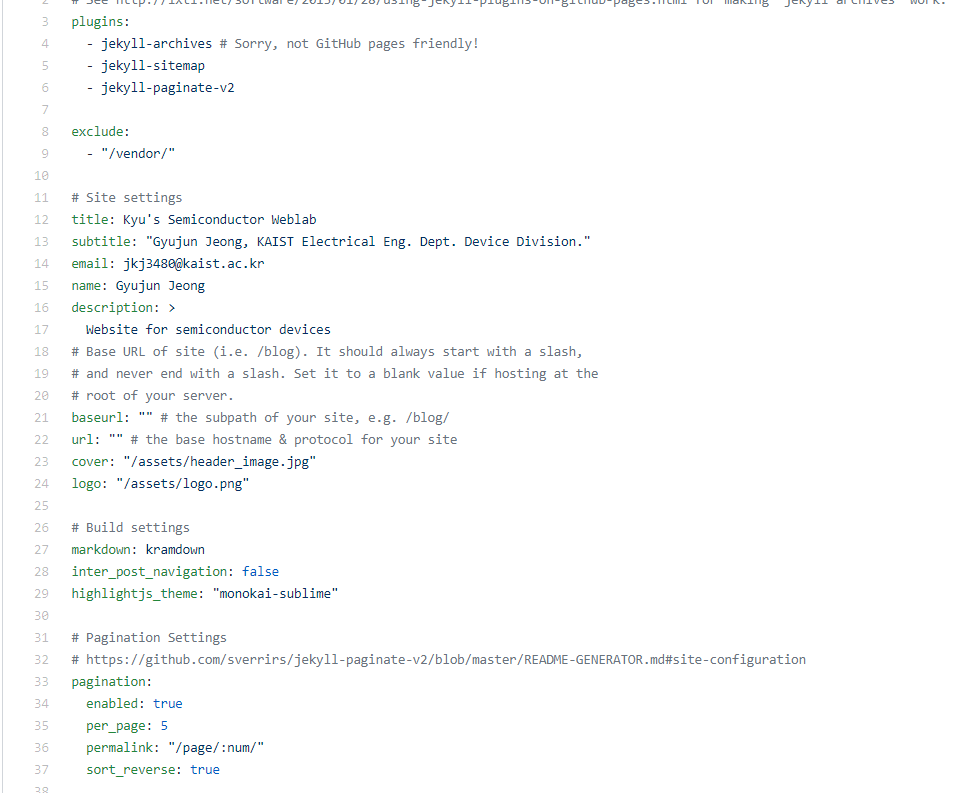 2 # See http://ixti.net/software/2013/01/28/using-jekyll-plugins-on-github-pages.html for making "jekyll-archives" work.
3 plugins:
4 - jekyll-archives # Sorry, not GitHub pages friendly!
5 - jekyll-sitemap
6 - jekyll-paginate-v2
7
8 exclude:
9 - "/vendor/"
10
11 # Site settings
12 title: Kyu's Semiconductor Weblab
13 subtitle: "Gyujun Jeong, KAIST Electrical Eng. Dept. Device Division."
14 email: jkj3480@kaist.ac.kr
15 name: Gyujun Jeong
16 description: >
17 Website for semiconductor devices
18 # Base URL of site (i.e. /blog). It should always start with a slash,
19 # and never end with a slash. Set it to a blank value if hosting at the
20 # root of your server.
21 baseurl: "" # the subpath of your site, e.g. /blog/
22 url: "" # the base hostname & protocol for your site
23 cover: "/assets/header_image.jpg"
24 logo: "/assets/logo.png"
25
26 # Build settings
27 markdown: kramdown
28 inter_post_navigation: false
29 highlightjs_theme: "monokai-sublime"
30
31 # Pagination Settings
32 # https://github.com/sverrirs/jekyll-paginate-v2/blob/master/README-GENERATOR.md#site-configuration
33 pagination:
34 enabled: true
35 per_page: 5
36 permalink: "/page/:num/"
37 sort_reverse: true
38